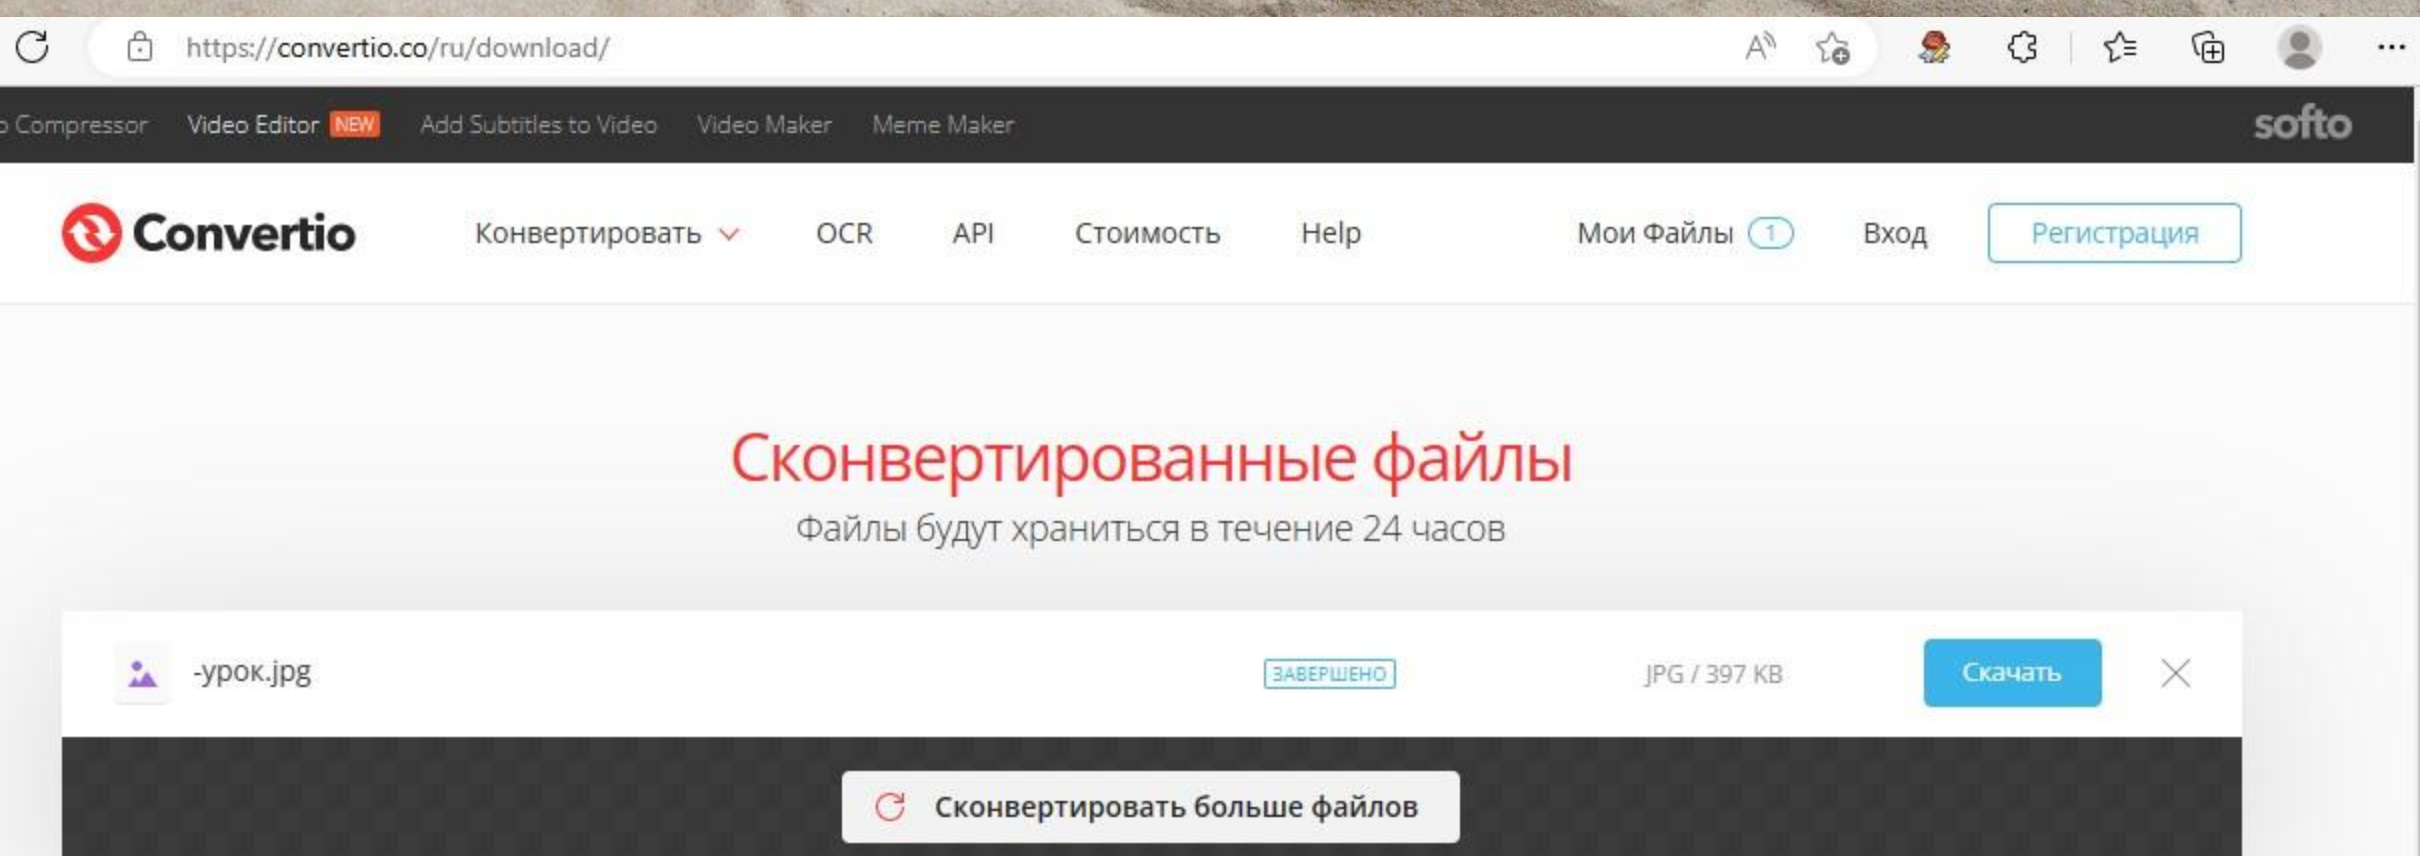 https://convertio.co/ru/download/
Compressor Video Editor NEW Add Subtitles to Video Video Maker Meme Maker softo
Convertio Конвертировать OCR API Стоимость Help Мои Файлы 1 Вход Регистрация
Сконвертированные файлы
Файлы будут храниться в течение 24 часов
-урок.jpg ЗАВЕРШЕНО JPG / 397 KB Скачать
Сконвертировать больше файлов